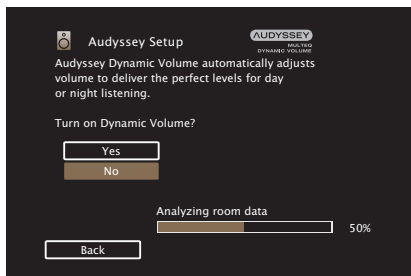 Audyssey Setup
AUDYSSEY
MULTEQ
DYNAMIC VOLUME
Audyssey Dynamic Volume automatically adjusts
volume to deliver the perfect levels for day
or night listening.
Turn on Dynamic Volume?
Yes
No
Analyzing room data
50%
Back